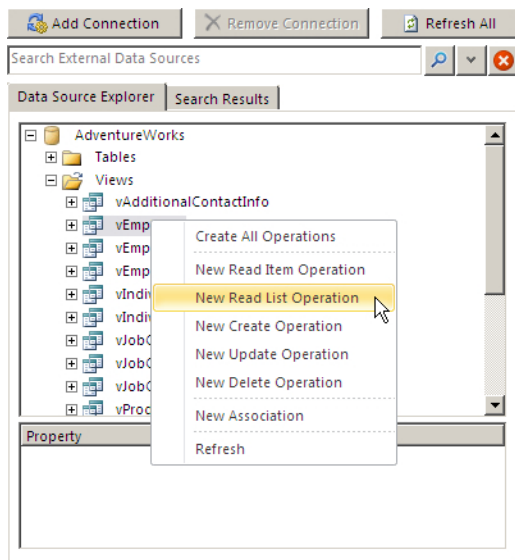 Add Connection
Remove Connection
Refresh All
Search External Data Sources
Data Source Explorer
Search Results
AdventureWorks
Tables
Views
vAdditionalContactInfo
vEmp
vEmp
vEmp
vIndiv
vIndiv
vJobC
vJobC
vJobC
vProd
Create All Operations
New Read Item Operation
New Read List Operation
New Create Operation
New Update Operation
New Delete Operation
New Association
Refresh
Property